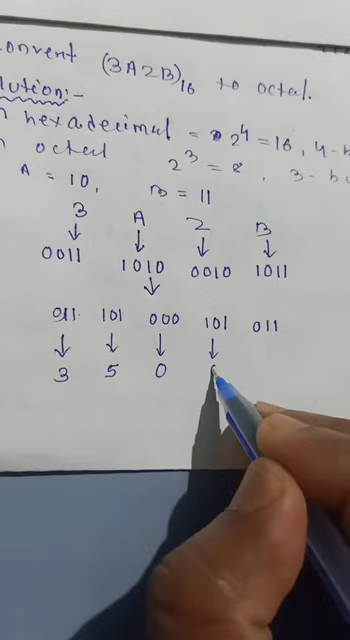 convert (3A2B)16 to octal.
lution:-
n hexadecimal = 2^4 = 16, 4-b
n octal 2^3 = 8, 3-b
A = 10, B = 11
3 A 2 B
↓ ↓ ↓ ↓
0011 1010 0010 1011
↓
011 101 000 101 011
↓ ↓ ↓ ↓
3 5 0